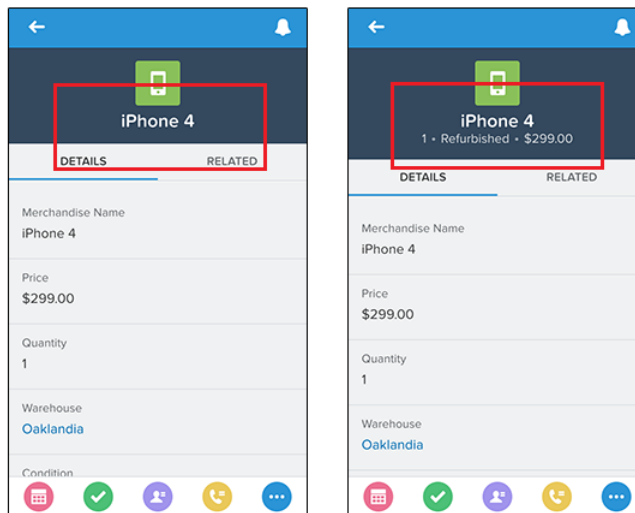 iPhone 4
DETAILS RELATED
Merchandise Name
iPhone 4
Price
$299.00
Quantity
1
Warehouse
Oaklandia
Condition
iPhone 4
1 • Refurbished • $299.00
DETAILS RELATED
Merchandise Name
iPhone 4
Price
$299.00
Quantity
1
Warehouse
Oaklandia